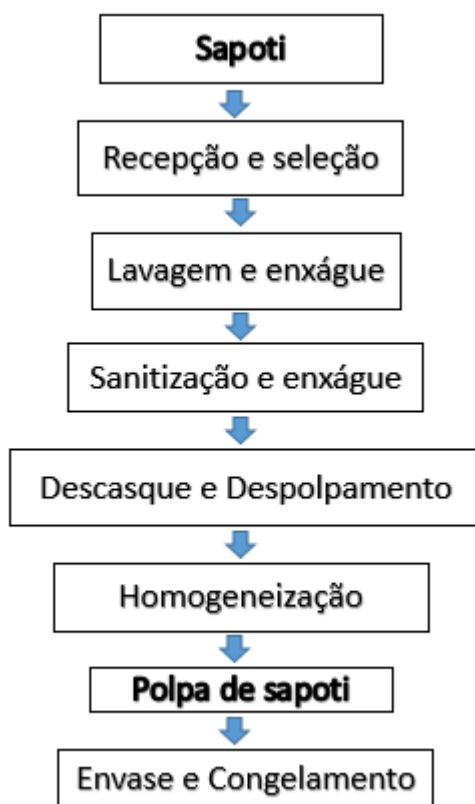 Sapoti
Recepção e seleção
Lavagem e enxágue
Sanitização e enxágue
Descasque e Despolpamento
Homogeneização
Polpa de sapoti
Envase e Congelamento